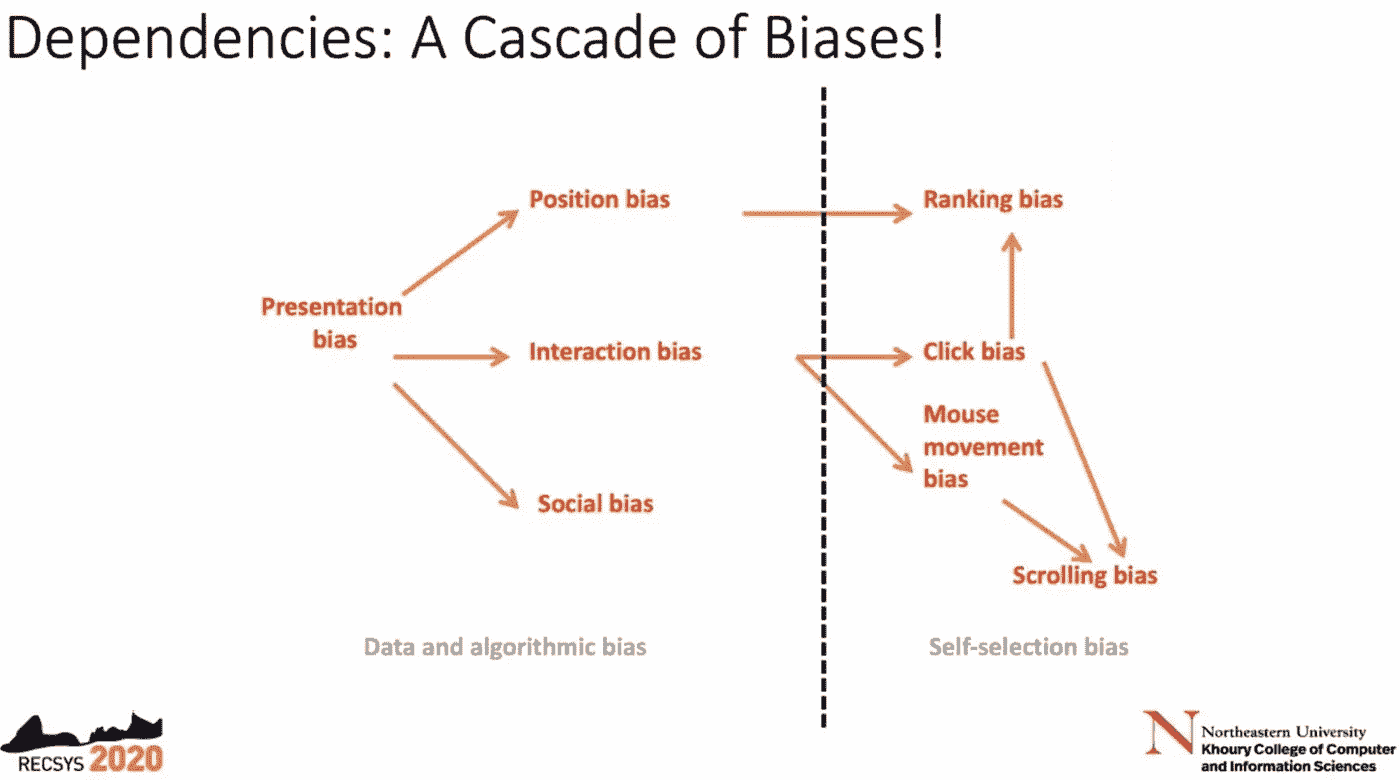 Dependencies: A Cascade of Biases!
Position bias
Ranking bias
Presentation
bias
Interaction bias
Click bias
Mouse
movement
bias
Social bias
Scrolling bias
Data and algorithmic bias
Self-selection bias
RECSYS 2020
N
Northeastern University
Khoury College of Computer
and Information Sciences